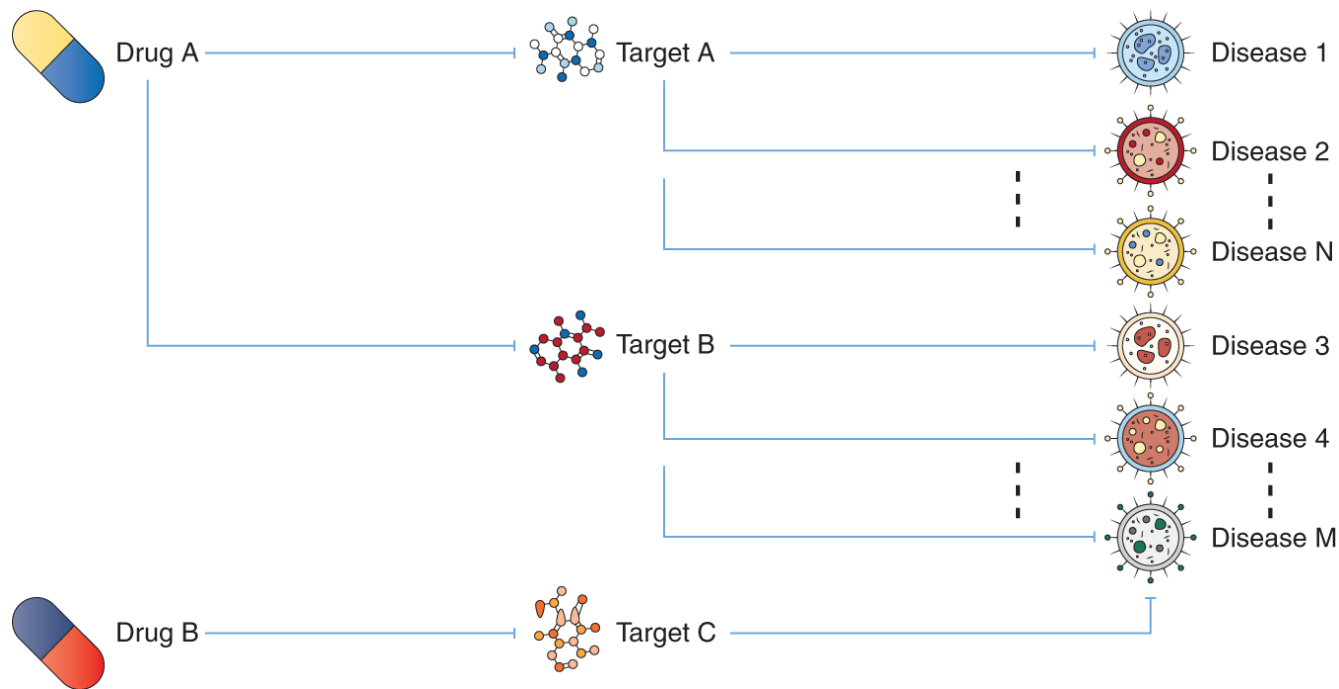 Drug A Target A Disease 1
Disease 2
Disease N
Target B Disease 3
Disease 4
Disease M
Drug B Target C